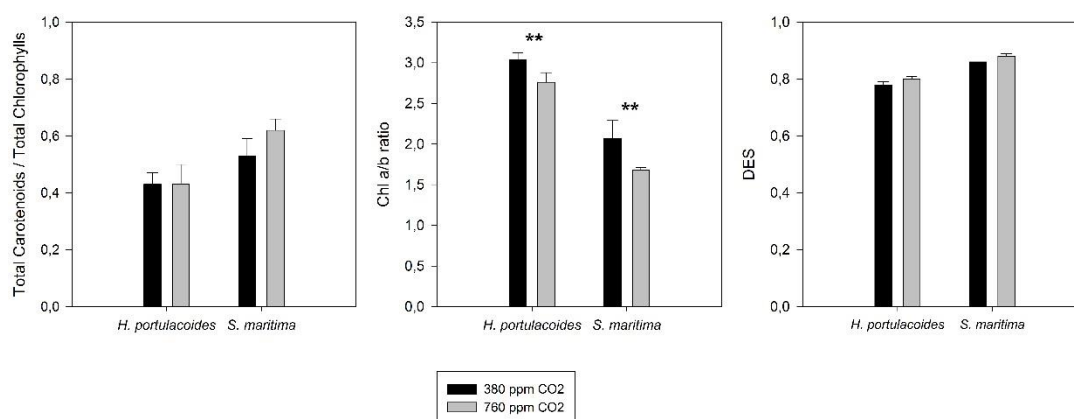 Total Carotenoids / Total Chlorophylls
1,0
0,8
0,6
0,4
0,2
0,0
H. portulacoides
S. maritima
Chl a/b ratio
3,5
3,0
2,5
2,0
1,5
1,0
0,5
0,0
**
**
H. portulacoides
S. maritima
DES
1,0
0,8
0,6
0,4
0,2
0,0
H. portulacoides
S. maritima
380 ppm CO2
760 ppm CO2